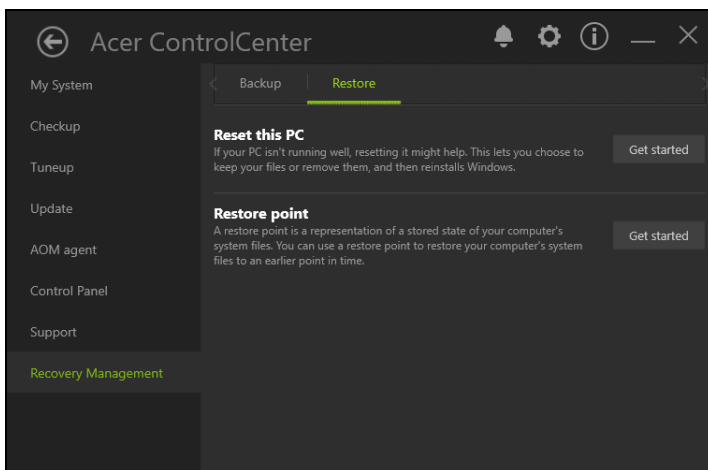 Acer ControlCenter
My System
Checkup
Tuneup
Update
AOM agent
Control Panel
Support
Recovery Management
Backup
Restore
Reset this PC
If your PC isn't running well, resetting it might help. This lets you choose to
keep your files or remove them, and then reinstalls Windows.
Get started
Restore point
A restore point is a representation of a stored state of your computer's
system files. You can use a restore point to restore your computer's system
files to an earlier point in time.
Get started